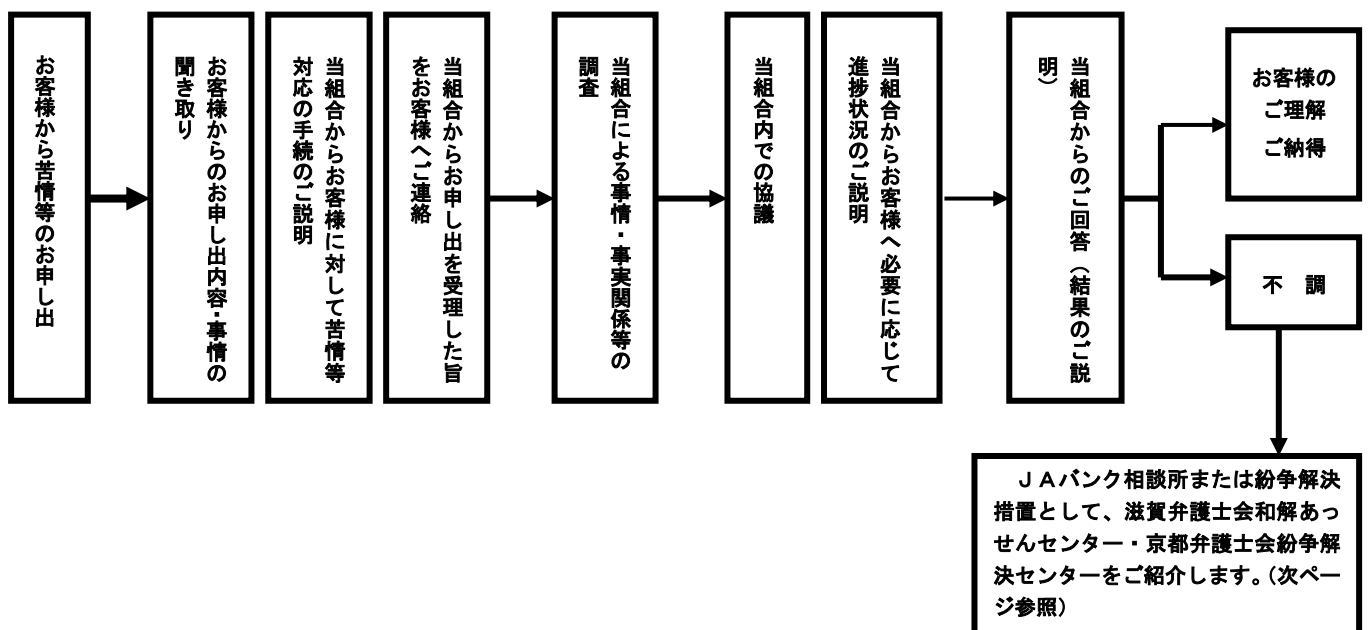 お客様から苦情等のお申し出
お客様からのお申し出内容・事情の
聞き取り
当組合からお客様に対して苦情等
対応の手続のご説明
当組合からお申し出を受理した旨
をお客様へご連絡
当組合による事情・事実関係等の
調査
当組合内での協議
当組合からお客様へ必要に応じて
進捗状況のご説明
当組合からのご回答（結果のご説
明）
お客様の
ご理解
ご納得
不　調
ＪＡバンク相談所または紛争解決
措置として、滋賀弁護士会和解あっ
せんセンター・京都弁護士会紛争解
決センターをご紹介します。（次ペー
ジ参照）